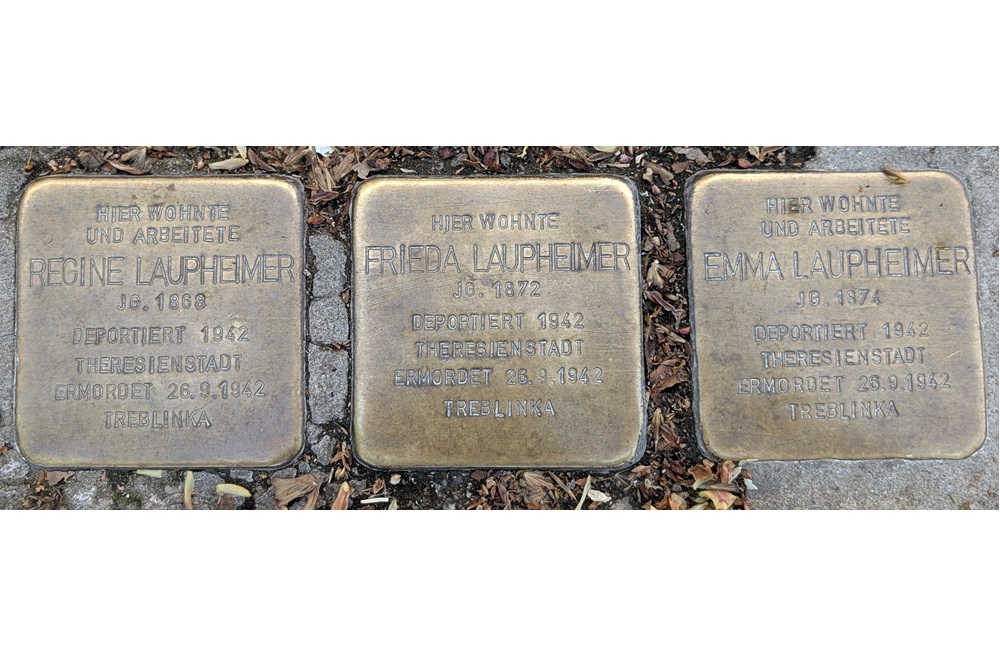 HIER WOHNTE
UND ARBEITETE
REGINE LAUPHEIMER
JG. 1868
DEPORTIERT 1942
THERESIENSTADT
ERMORDET 26.9.1942
TREBLINKA
HIER WOHNTE
FRIEDA LAUPHEIMER
JG. 1872
DEPORTIERT 1942
THERESIENSTADT
ERMORDET 26.9.1942
TREBLINKA
HIER WOHNTE
UND ARBEITETE
EMMA LAUPHEIMER
JG. 1874
DEPORTIERT 1942
THERESIENSTADT
ERMORDET 26.9.1942
TREBLINKA